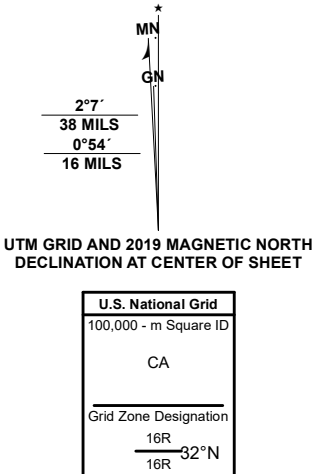 ★
MN
GN
2°7´
38 MILS
0°54´
16 MILS
UTM GRID AND 2019 MAGNETIC NORTH
DECLINATION AT CENTER OF SHEET
U.S. National Grid
100,000 - m Square ID
CA
Grid Zone Designation
16R
32°N
16R